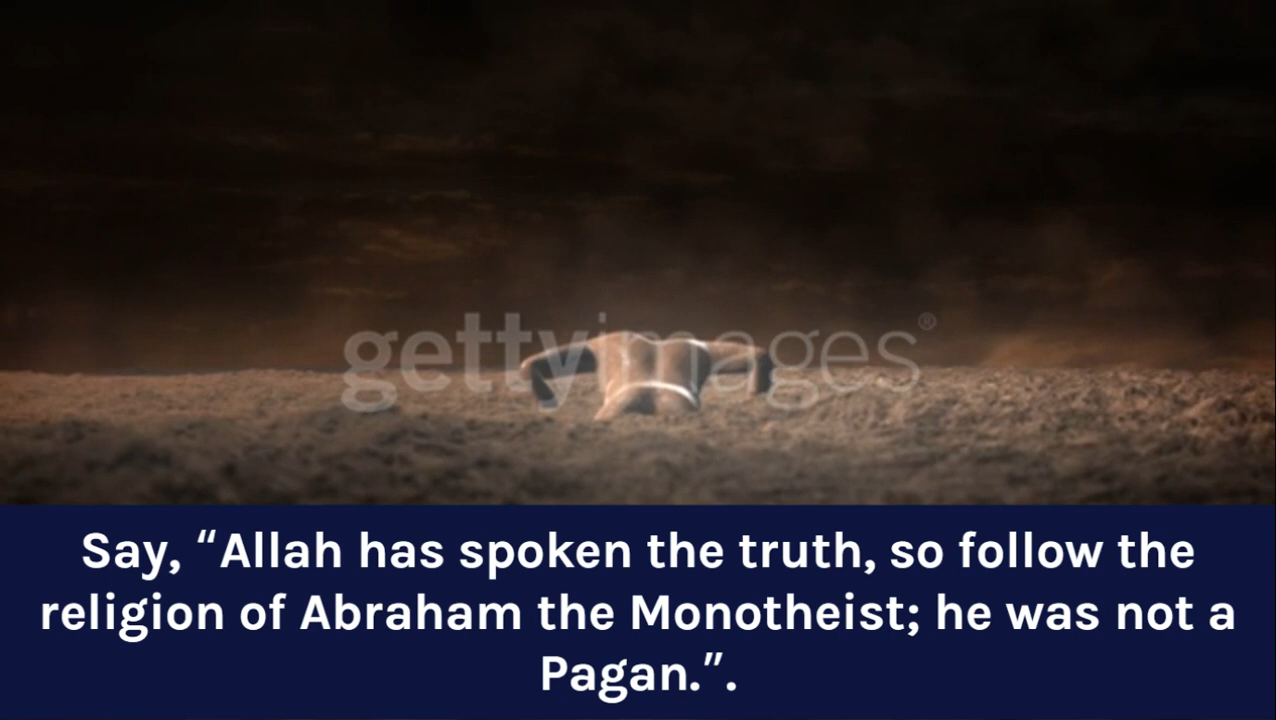 gettyimages®
Say, “Allah has spoken the truth, so follow the
religion of Abraham the Monotheist; he was not a
Pagan.”.